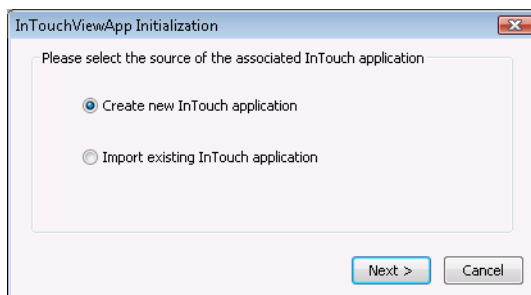 InTouchViewApp Initialization
Please select the source of the associated InTouch application
Create new InTouch application
Import existing InTouch application
Next >
Cancel